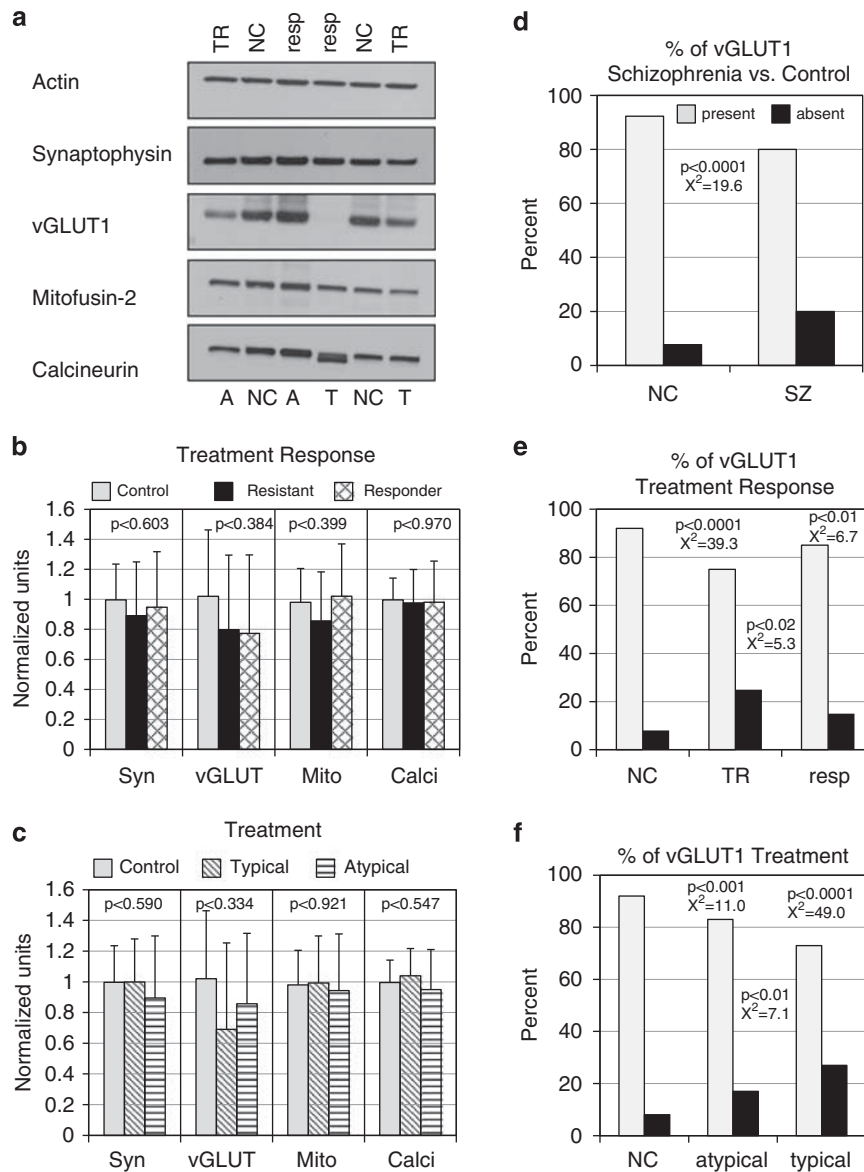 a
TR NC resp resp NC TR
Actin
Synaptophysin
vGLUT1
Mitofusin-2
Calcineurin
A NC A T NC T
b
Treatment Response
Control Resistant Responder
1.6
1.4
1.2
1
0.8
0.6
0.4
0.2
0
Normalized units
p<0.603 p<0.384 p<0.399 p<0.970
Syn vGLUT Mito Calci
c
Treatment
Control Typical Atypical
1.6
1.4
1.2
1
0.8
0.6
0.4
0.2
0
Normalized units
p<0.590 p<0.334 p<0.921 p<0.547
Syn vGLUT Mito Calci
d
% of vGLUT1
Schizophrenia vs. Control
100
80
60
40
20
0
Percent
present absent
p<0.0001
X²=19.6
NC SZ
e
% of vGLUT1
Treatment Response
100
80
60
40
20
0
Percent
p<0.0001
X²=39.3
p<0.01
X²=6.7
p<0.02
X²=5.3
NC TR resp
f
% of vGLUT1 Treatment
100
80
60
40
20
0
Percent
p<0.001
X²=11.0
p<0.0001
X²=49.0
p<0.01
X²=7.1
NC atypical typical